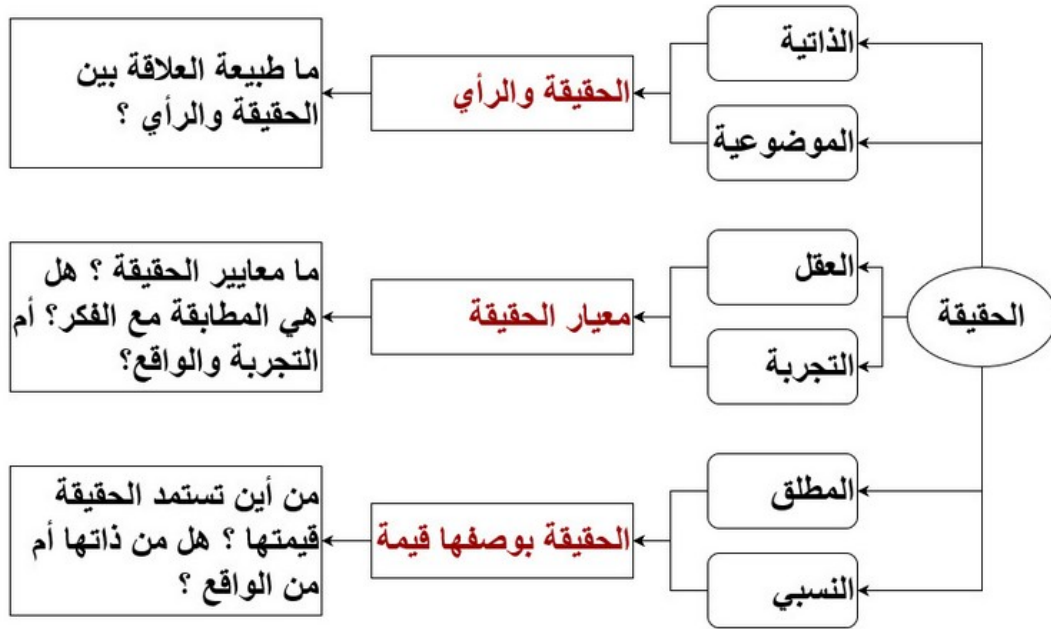 الحقيقة
الذاتية
الموضوعية
الحقيقة والرأي
ما طبيعة العلاقة بين
الحقيقة والرأي ؟
العقل
التجربة
معيار الحقيقة
ما معايير الحقيقة ؟ هل
هي المطابقة مع الفكر؟ أم
التجربة والواقع؟
المطلق
النسبي
الحقيقة بوصفها قيمة
من أين تستمد الحقيقة
قيمتها ؟ هل من ذاتها أم
من الواقع ؟